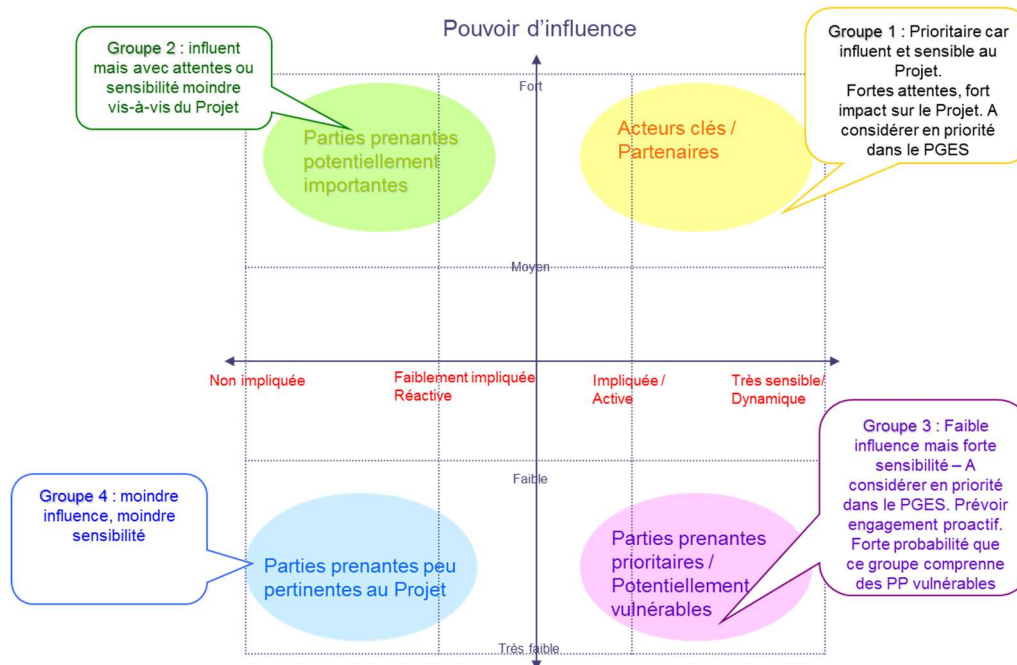 Pouvoir d'influence
Groupe 2 : influent
mais avec attentes ou
sensibilité moindre
vis-à-vis du Projet
Groupe 1 : Prioritaire car
influent et sensible au
Projet.
Fortes attentes, fort
impact sur le Projet. A
considérer en priorité
dans le PGES
Fort
Parties prenantes
potentiellement
importantes
Acteurs clés /
Partenaires
Moyen
Non impliquée
Faiblement impliquée
Réactive
Impliquée /
Active
Très sensible/
Dynamique
Groupe 3 : Faible
influence mais forte
sensibilité – A
considérer en priorité
dans le PGES. Prévoir
engagement proactif.
Forte probabilité que
ce groupe comprenne
des PP vulnérables
Faible
Groupe 4 : moindre
influence, moindre
sensibilité
Parties prenantes peu
pertinentes au Projet
Parties prenantes
prioritaires /
Potentiellement
vulnérables
Très faible